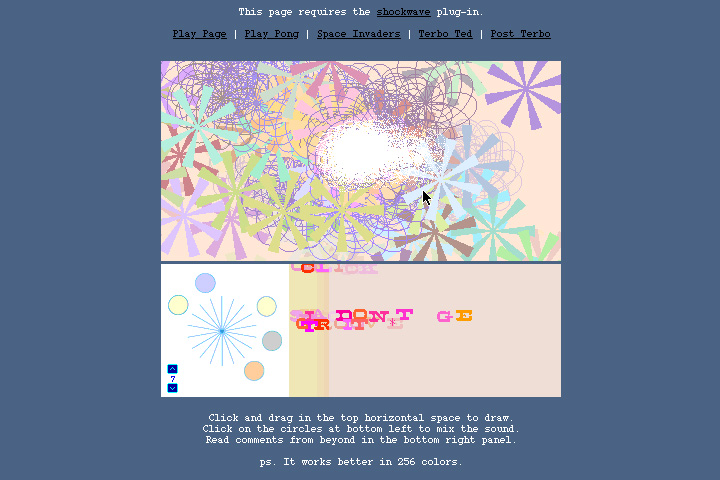 This page requires the shockwave plug-in.
Play Page | Play Pong | Space Invaders | Terbo Ted | Post Terbo
DON'T GE
7
Click and drag in the top horizontal space to draw.
Click on the circles at bottom left to mix the sound.
Read comments from beyond in the bottom right panel.
ps. It works better in 256 colors.